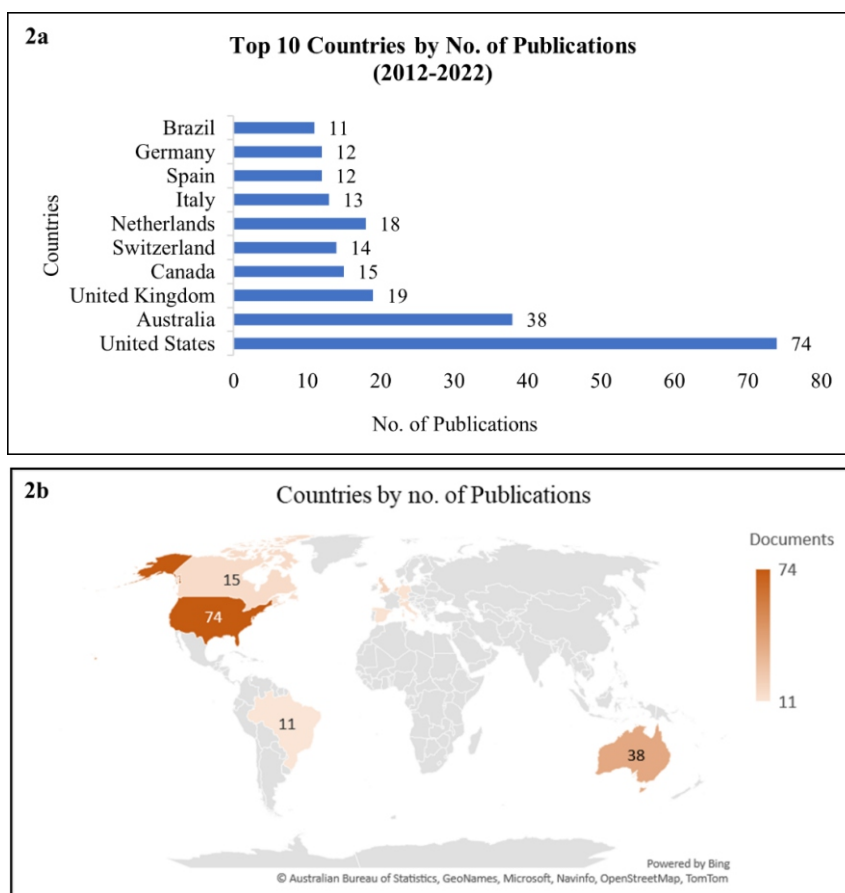 2a
Top 10 Countries by No. of Publications
(2012-2022)
Countries
Brazil 11
Germany 12
Spain 12
Italy 13
Netherlands 18
Switzerland 14
Canada 15
United Kingdom 19
Australia 38
United States 74
0 10 20 30 40 50 60 70 80
No. of Publications
2b
Countries by no. of Publications
Documents
74
11
15
74
11
38
Powered by Bing
© Australian Bureau of Statistics, GeoNames, Microsoft, Navinfo, OpenStreetMap, TomTom